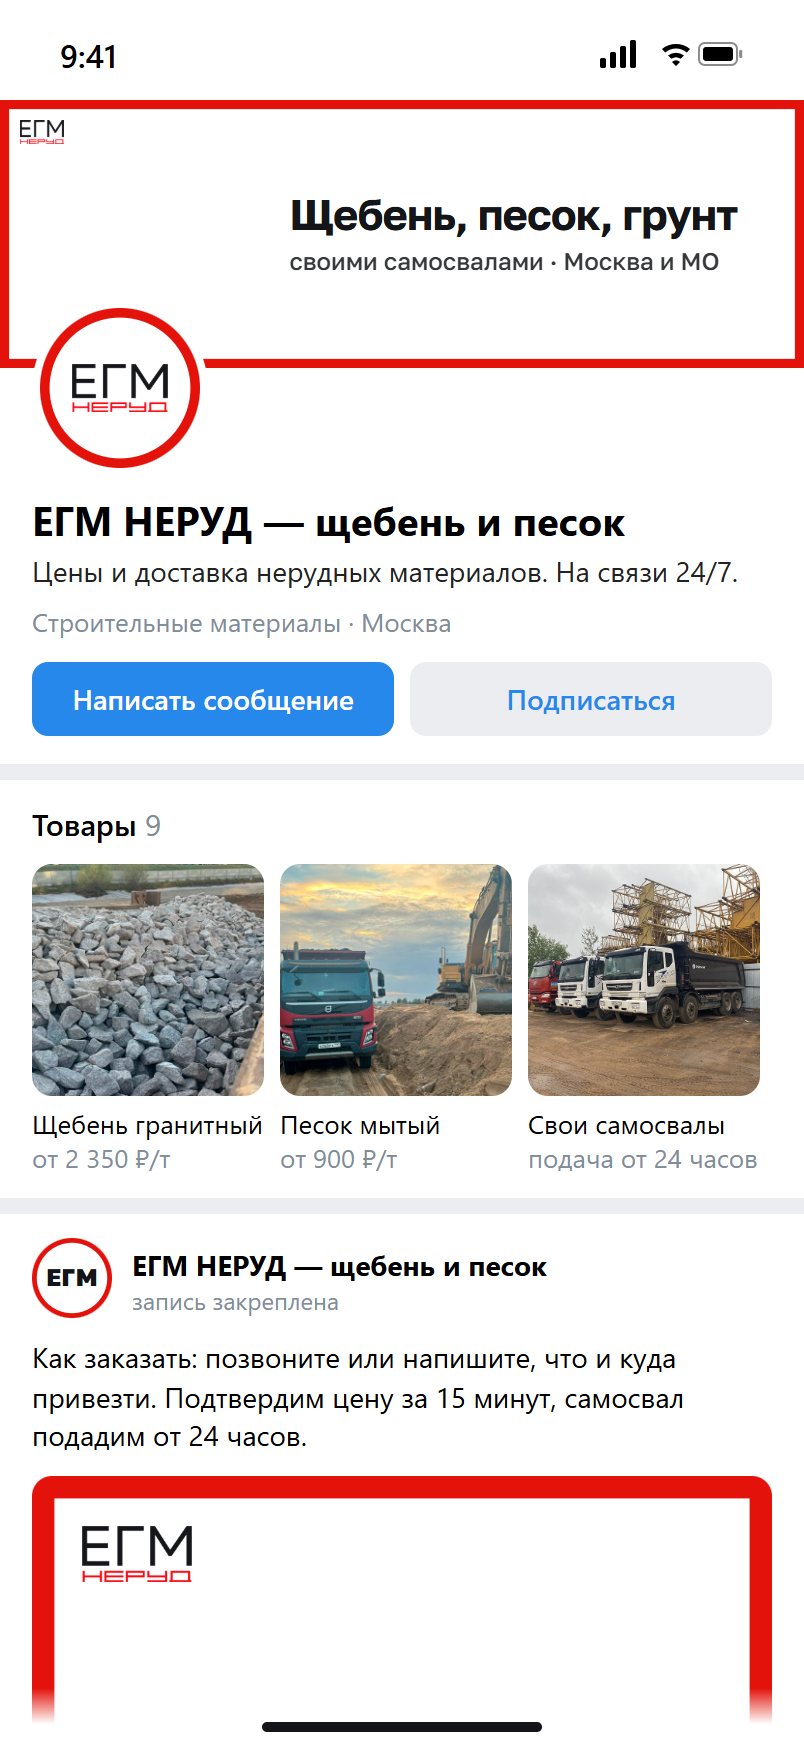 9:41
ЕГМ
НЕРУД
Щебень, песок, грунт
своими самосвалами · Москва и МО
ЕГМ
НЕРУД
ЕГМ НЕРУД — щебень и песок
Цены и доставка нерудных материалов. На связи 24/7.
Строительные материалы · Москва
Написать сообщение
Подписаться
Товары 9
Щебень гранитный
от 2 350 ₽/т
Песок мытый
от 900 ₽/т
Свои самосвалы
подача от 24 часов
ЕГМ
ЕГМ НЕРУД — щебень и песок
запись закреплена
Как заказать: позвоните или напишите, что и куда
привезти. Подтвердим цену за 15 минут, самосвал
подадим от 24 часов.
ЕГМ
НЕРУД